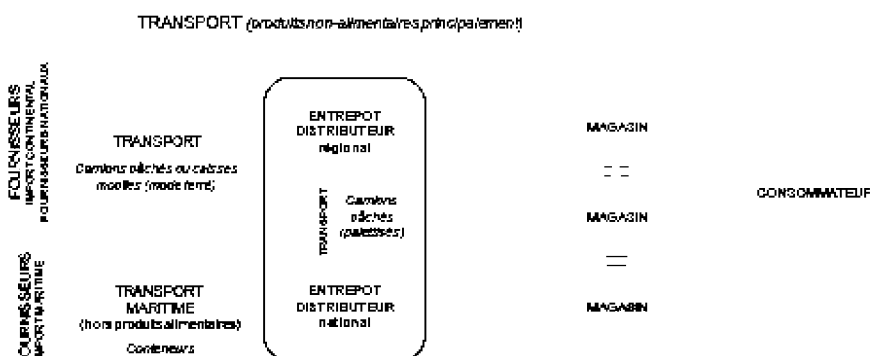 TRANSPORT (produits non-alimentaires principalement)
FOURNISSEURS
IMPORT CONTINENTAL
FOURNISSEURS NATIONAUX
TRANSPORT
Camions bâchés ou caisses
mobiles (mode ferré)
ENTREPOT
DISTRIBUTEUR
régional
TRANSPORT
Camions
bâchés
(palettisés)
MAGASIN
MAGASIN
MAGASIN
CONSOMMATEUR
OURNISSEURS
IMPORT MARITIME
TRANSPORT
MARITIME
(hors produits alimentaires)
Conteneurs
ENTREPOT
DISTRIBUTEUR
national